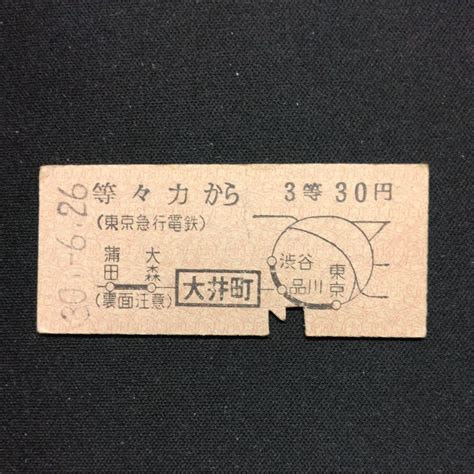 30.-6.26
等々力から 3等30円
(東京急行電鉄)
蒲田 大森 大井町 渋谷 品川 東京
(裏面注意)